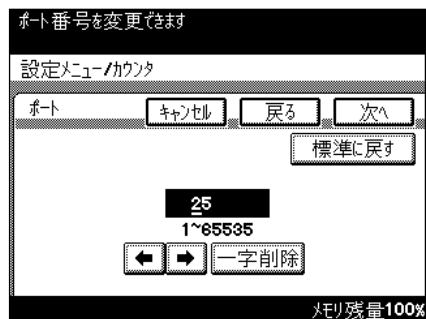 ポート番号を変更できます
設定メニュー/カウンタ
ポート キャンセル 戻る 次へ
標準に戻す
25
1~65535
← → 一字削除
メモリ残量100%